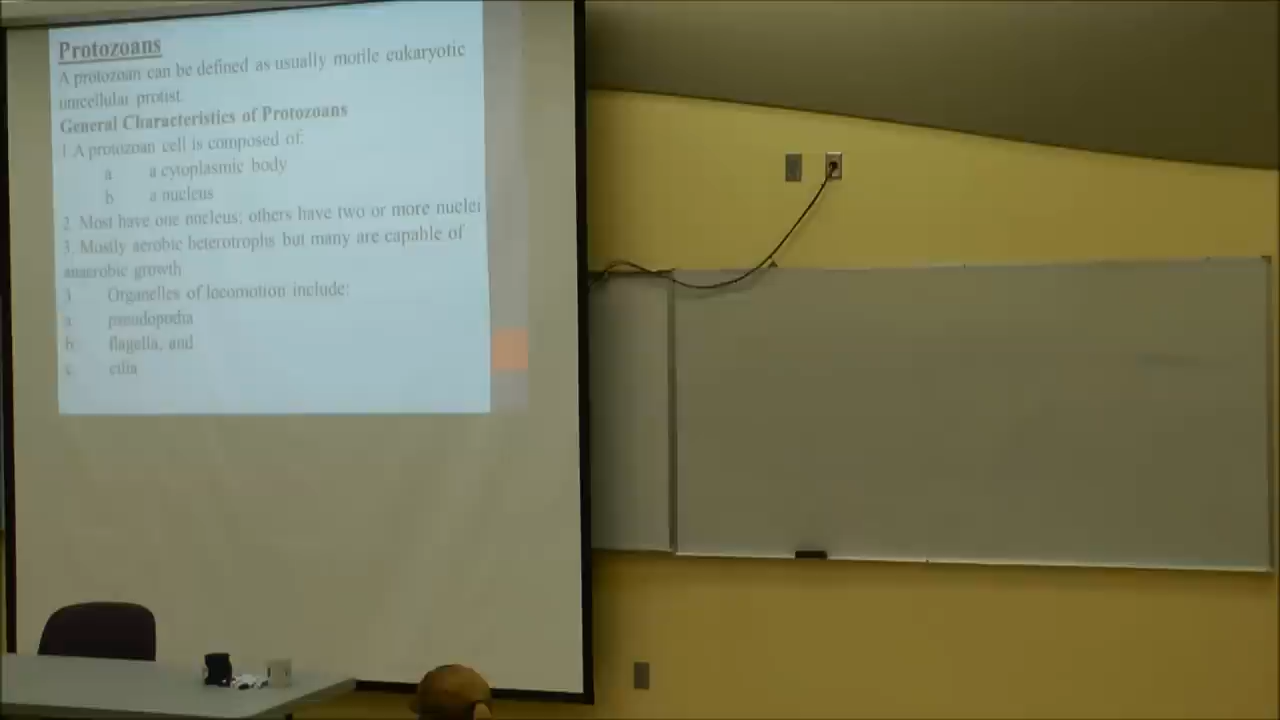 Protozoans
A protozoan can be defined as usually motile eukaryotic
unicellular protist.
General Characteristics of Protozoans
1 A protozoan cell is composed of:
a a cytoplasmic body
b a nucleus
2. Most have one nucleus; others have two or more nuclei
3. Mostly aerobic heterotrophs but many are capable of
anaerobic growth
3 Organelles of locomotion include:
a pseudopodia
b flagella, and
c cilia